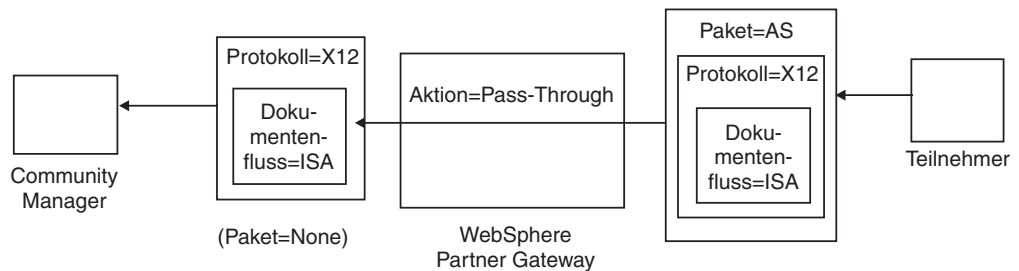 Protokoll=X12
Doku-
menten-
fluss=ISA
(Paket=None)
Community
Manager
Aktion=Pass-Through
WebSphere
Partner Gateway
Paket=AS
Protokoll=X12
Doku-
menten-
fluss=ISA
Teilnehmer